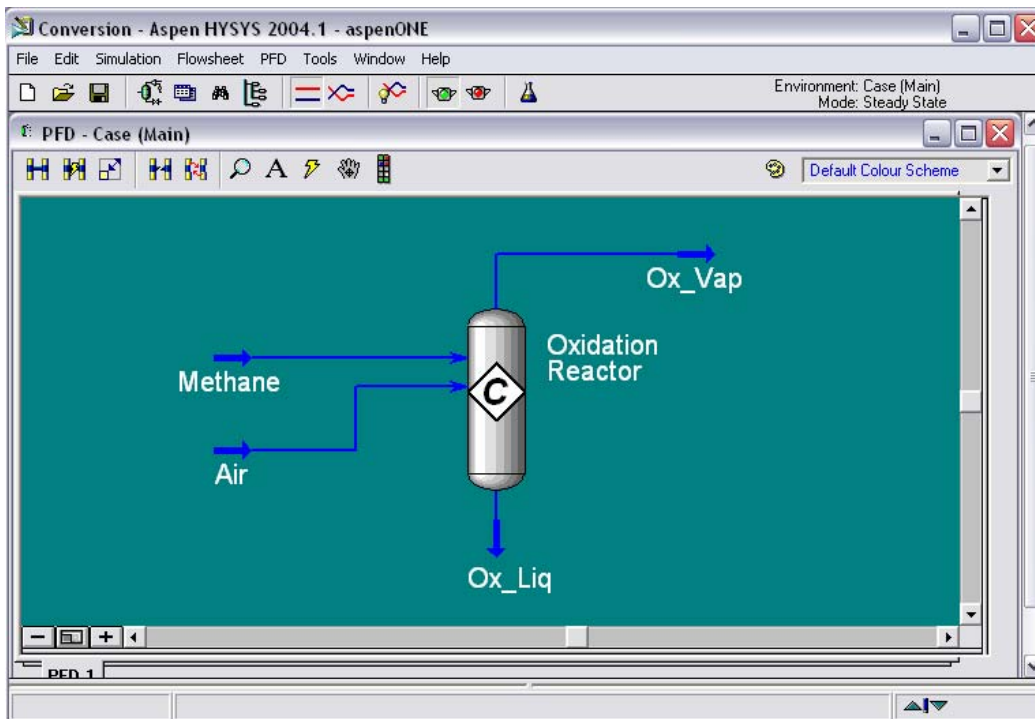 Conversion - Aspen HYSYS 2004.1 - aspenONE
File Edit Simulation Flowsheet PFD Tools Window Help
Environment: Case (Main)
Mode: Steady State
PFD - Case (Main)
A
Default Colour Scheme
Ox_Vap
Oxidation
Reactor
Methane
C
Air
Ox_Liq
PFD 1